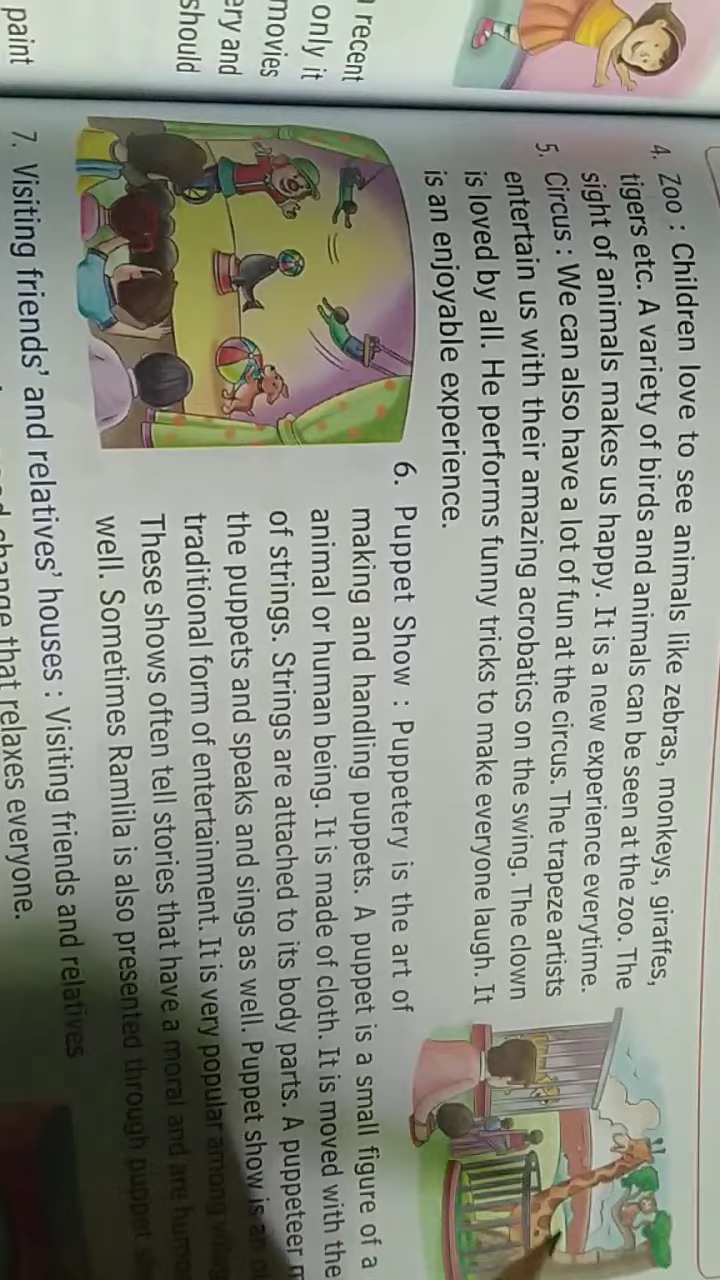 recent
only it
movies
ery and
should
paint
4. Zoo : Children love to see animals like zebras, monkeys, giraffes,
tigers etc. A variety of birds and animals can be seen at the zoo. The
sight of animals makes us happy. It is a new experience everytime.
5. Circus : We can also have a lot of fun at the circus. The trapeze artists
entertain us with their amazing acrobatics on the swing. The clown
is loved by all. He performs funny tricks to make everyone laugh. It
is an enjoyable experience.
6. Puppet Show : Puppetery is the art of
making and handling puppets. A puppet is a small figure of a
animal or human being. It is made of cloth. It is moved with the
of strings. Strings are attached to its body parts. A puppeteer
the puppets and speaks and sings as well. Puppet show is an
traditional form of entertainment. It is very popular among
These shows often tell stories that have a moral and are
well. Sometimes Ramlila is also presented through puppet
7. Visiting friends' and relatives' houses : Visiting friends and relatives
change that relaxes everyone.